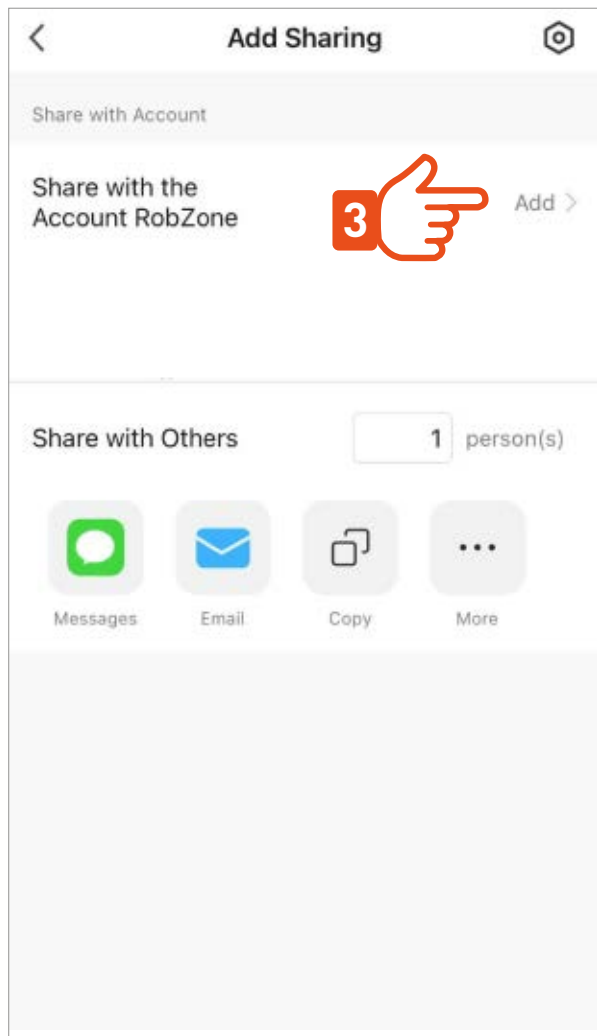 Add Sharing
Share with Account
Share with the
Account RobZone
3
Add
Share with Others
1 person(s)
Messages
Email
Copy
More